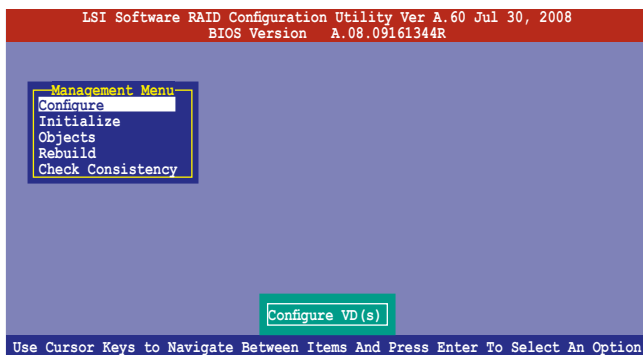 LSI Software RAID Configuration Utility Ver A.60 Jul 30, 2008
BIOS Version A.08.09161344R
Management Menu
Configure
Initialize
Objects
Rebuild
Check Consistency
Configure VD(s)
Use Cursor Keys to Navigate Between Items And Press Enter To Select An Option